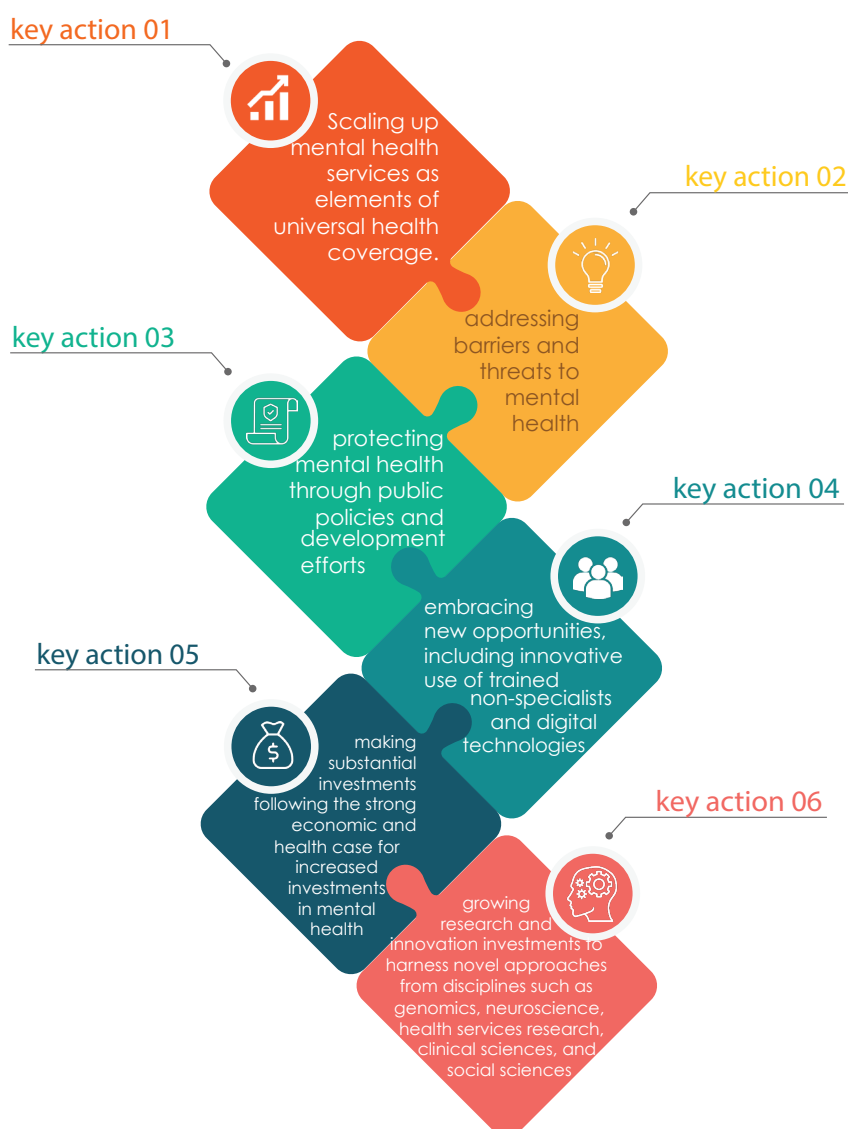 key action 01
Scaling up
mental health
services as
elements of
universal health
coverage.
key action 02
addressing
barriers and
threats to
mental
health
key action 03
protecting
mental health
through public
policies and
development
efforts
key action 04
embracing
new opportunities,
including innovative
use of trained
non-specialists
and digital
technologies
key action 05
$
making
substantial
investments
following the strong
economic and
health case for
increased
investments
in mental
health
key action 06
growing
research and
innovation investments to
harness novel approaches
from disciplines such as
genomics, neuroscience,
health services research,
clinical sciences, and
social sciences